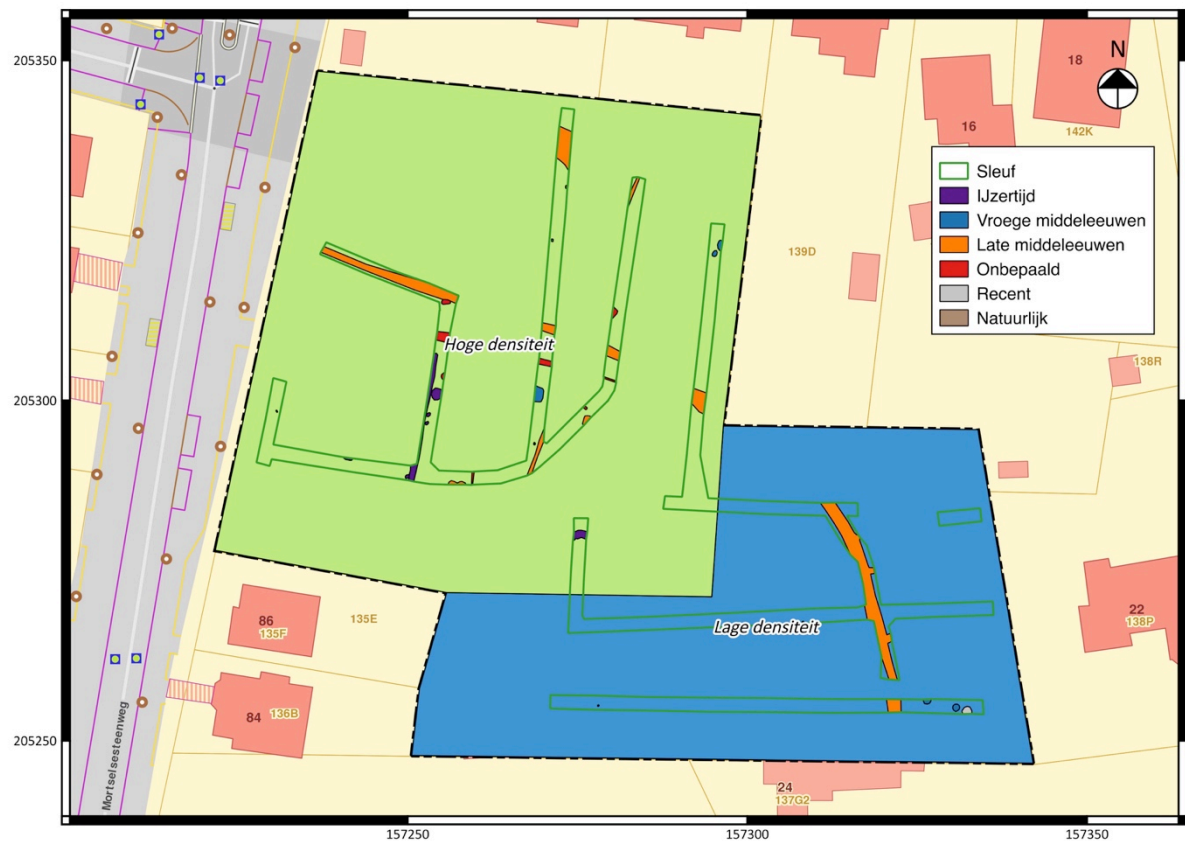 205350
205300
205250
157250
157300
157350
N
18
142K
16
Sleuf
IJzertijd
Vroege middeleeuwen
Late middeleeuwen
Onbepaald
Recent
Natuurlijk
139D
138R
Hoge densiteit
Lage densiteit
86
135F
135E
22
138P
84
136B
24
137G2
Mortselsesteenweg